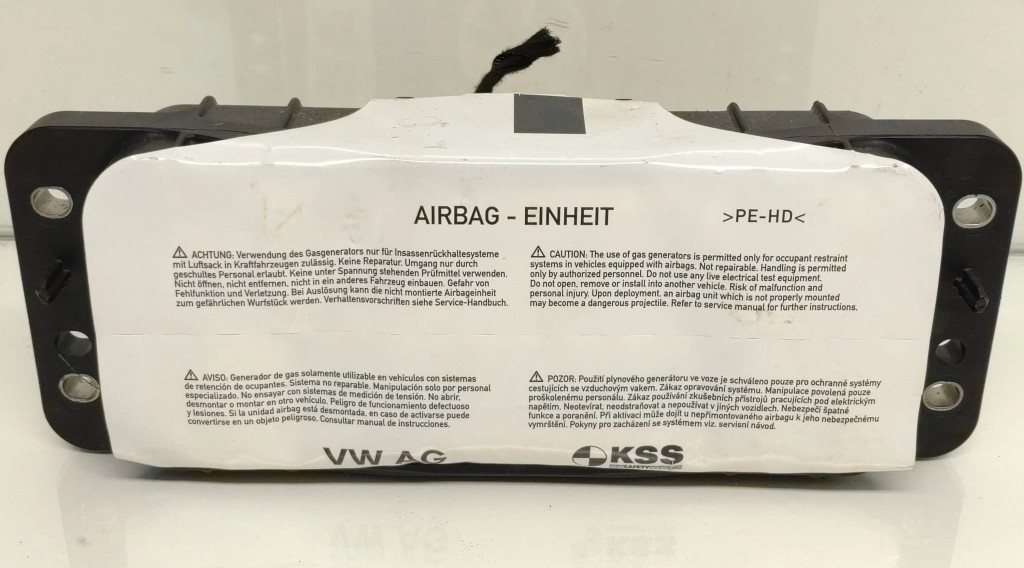 AIRBAG - EINHEIT
>PE-HD<
⚠ ACHTUNG: Verwendung des Gasgenerators nur für Insassenrückhaltesysteme
mit Luftsack in Kraftfahrzeugen zulässig. Keine Reparatur. Umgang nur durch
geschultes Personal erlaubt. Keine unter Spannung stehenden Prüfmittel verwenden.
Nicht öffnen, nicht entfernen, nicht in ein anderes Fahrzeug einbauen. Gefahr von
Fehlfunktion und Verletzung. Bei Auslösung kann die nicht montierte Airbageinheit
zum gefährlichen Wurfstück werden. Verhaltensvorschriften siehe Service-Handbuch.
⚠ CAUTION: The use of gas generators is permitted only for occupant restraint
systems in vehicles equipped with airbags. Not repairable. Handling is permitted
only by authorized personnel. Do not use any live electrical test equipment.
Do not open, remove or install into another vehicle. Risk of malfunction and
personal injury. Upon deployment, an airbag unit which is not properly mounted
may become a dangerous projectile. Refer to service manual for further instructions.
⚠ AVISO: Generador de gas solamente utilizable en vehículos con sistemas
de retención de ocupantes. Sistema no reparable. Manipulación solo por personal
especializado. No ensayar con sistemas de medición de tensión. No abrir,
desmontar o montar en otro vehículo. Peligro de funcionamiento defectuoso
y lesiones. Si la unidad airbag está desmontada, en caso de activarse puede
convertirse en un objeto peligroso. Consultar manual de instrucciones.
⚠ POZOR: Použití plynového generátoru ve voze je schváleno pouze pro ochranné systémy
cestujících se vzduchovým vakem. Zákaz opravování systému. Manipulace povolená pouze
proškolenému personálu. Zákaz používání zkušebních přístrojů pracujících pod elektrickým
napětím. Neotevírat, neodstraňovat a nepoužívat v jiných vozidlech. Nebezpečí špatné
funkce a poranění. Při aktivaci může dojít u nepřimontovaného airbagu k jeho nebezpečnému
vymrštění. Pokyny pro zacházení se systémem viz. servisní návod.
VW AG
KSS